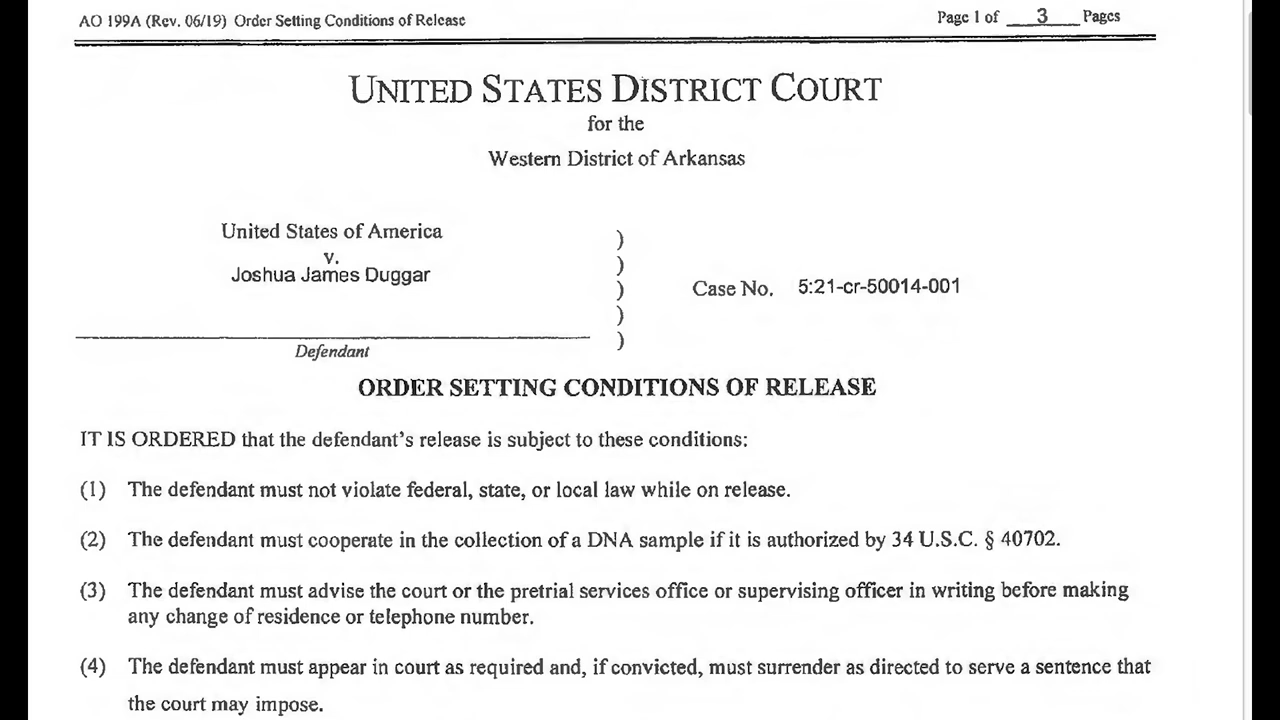 AO 199A (Rev. 06/19) Order Setting Conditions of Release
Page 1 of 3 Pages
UNITED STATES DISTRICT COURT
for the
Western District of Arkansas
United States of America
v.
Joshua James Duggar
)
)
)
)
)
Case No. 5:21-cr-50014-001
Defendant
ORDER SETTING CONDITIONS OF RELEASE
IT IS ORDERED that the defendant's release is subject to these conditions:
(1) The defendant must not violate federal, state, or local law while on release.
(2) The defendant must cooperate in the collection of a DNA sample if it is authorized by 34 U.S.C. § 40702.
(3) The defendant must advise the court or the pretrial services office or supervising officer in writing before making
any change of residence or telephone number.
(4) The defendant must appear in court as required and, if convicted, must surrender as directed to serve a sentence that
the court may impose.